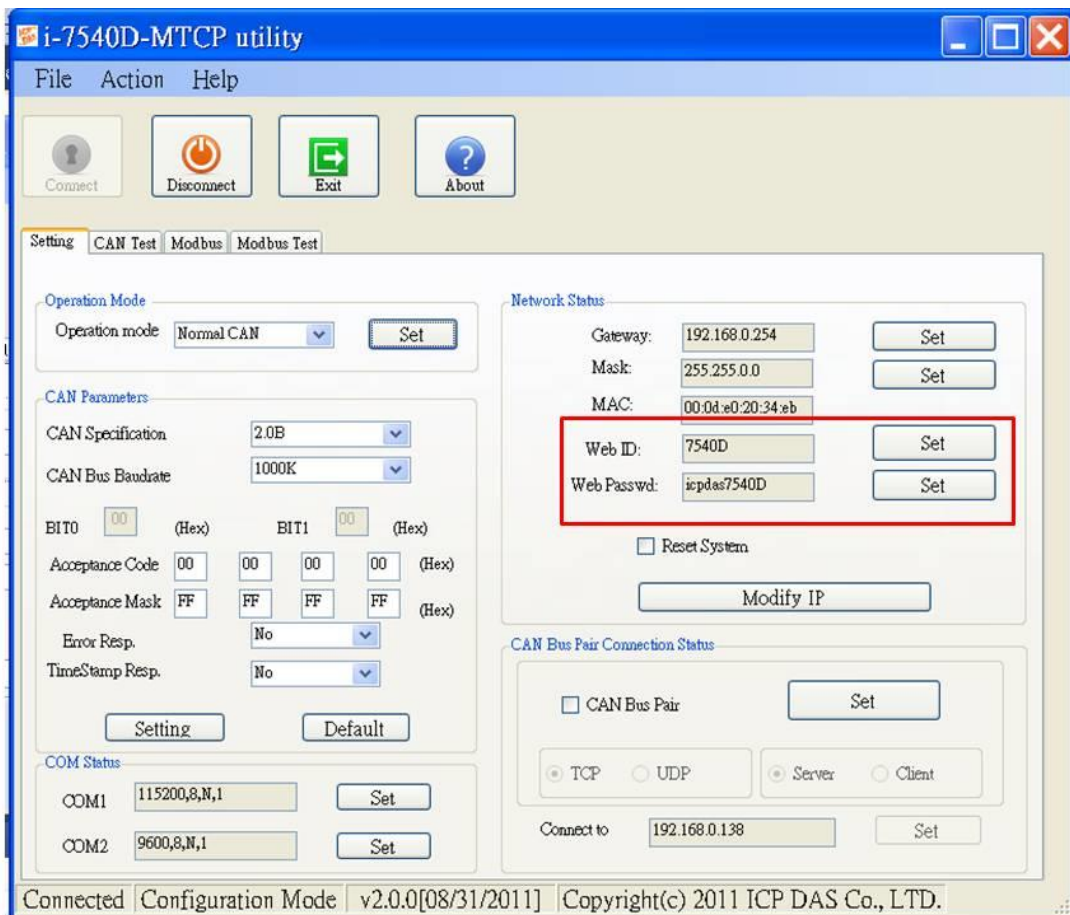 i-7540D-MTCP utility
File Action Help
Connect Disconnect Exit About
Setting CAN Test Modbus Modbus Test
Operation Mode
Operation mode Normal CAN Set
CAN Parameters
CAN Specification 2.0B
CAN Bus Baudrate 1000K
BIT0 00 (Hex) BIT1 00 (Hex)
Acceptance Code 00 00 00 00 (Hex)
Acceptance Mask FF FF FF FF (Hex)
Error Resp. No
TimeStamp Resp. No
Setting Default
COM Status
COM1 115200,8,N,1 Set
COM2 9600,8,N,1 Set
Network Status
Gateway: 192.168.0.254 Set
Mask: 255.255.0.0 Set
MAC: 00:0d:e0:20:34:eb
Web ID: 7540D Set
Web Passwd: icpdas7540D Set
Reset System
Modify IP
CAN Bus Pair Connection Status
CAN Bus Pair Set
TCP UDP Server Client
Connect to 192.168.0.138 Set
Connected Configuration Mode v2.0.0[08/31/2011] Copyright(c) 2011 ICP DAS Co., LTD.